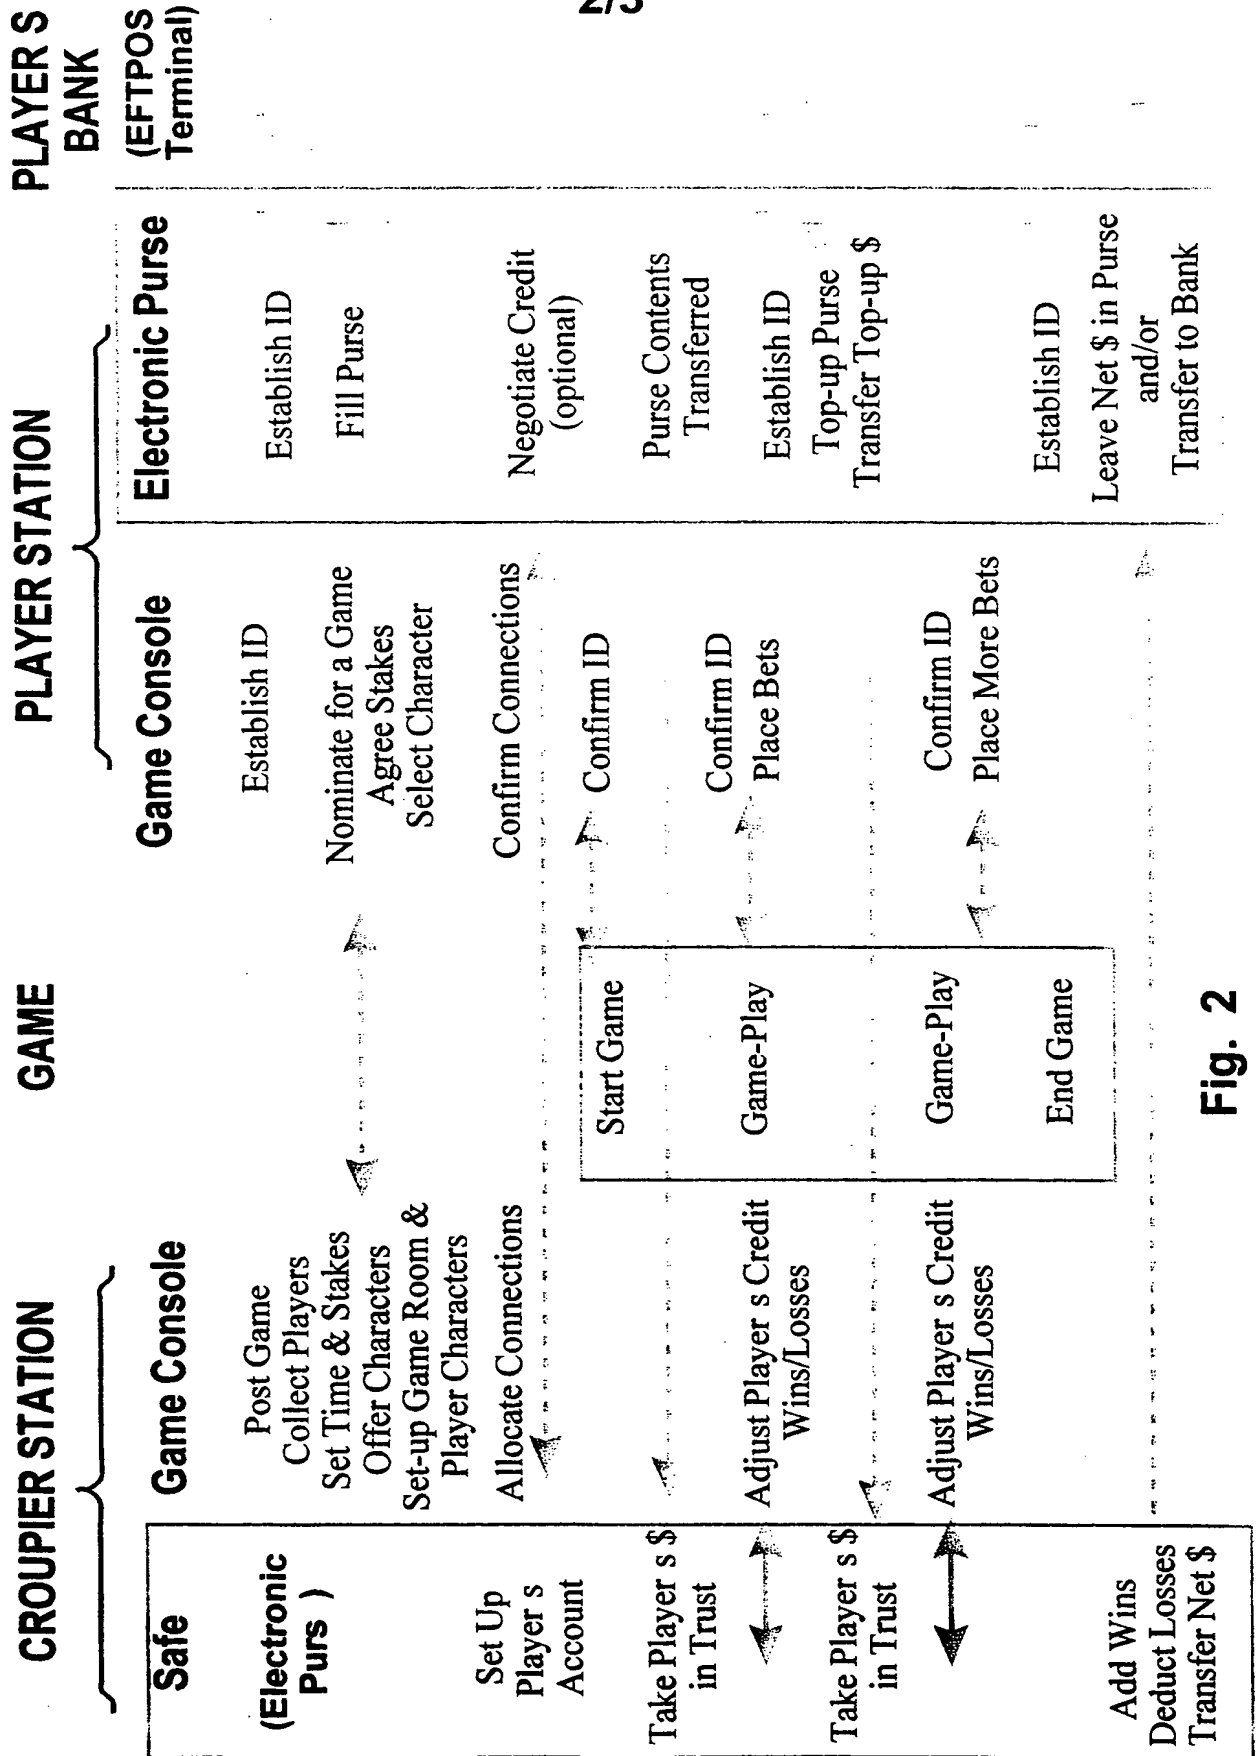 2/3
CROUPIER STATION
GAME
PLAYER STATION
PLAYER S
BANK
Safe
Game Console
Game Console
Electronic Purse
(EFTPOS
Terminal)
(Electronic
Purs )
Post Game
Collect Players
Set Time & Stakes
Offer Characters
Set-up Game Room &
Player Characters
Establish ID
Nominate for a Game
Agree Stakes
Select Character
Establish ID
Fill Purse
Set Up
Player s
Account
Allocate Connections
Confirm Connections
Negotiate Credit
(optional)
Start Game
Confirm ID
Take Player s $
in Trust
Purse Contents
Transferred
Adjust Player s Credit
Wins/Losses
Game-Play
Confirm ID
Place Bets
Establish ID
Top-up Purse
Transfer Top-up $
Take Player s $
in Trust
Adjust Player s Credit
Wins/Losses
Game-Play
Confirm ID
Place More Bets
End Game
Establish ID
Leave Net $ in Purse
and/or
Transfer to Bank
Add Wins
Deduct Losses
Transfer Net $
Fig. 2